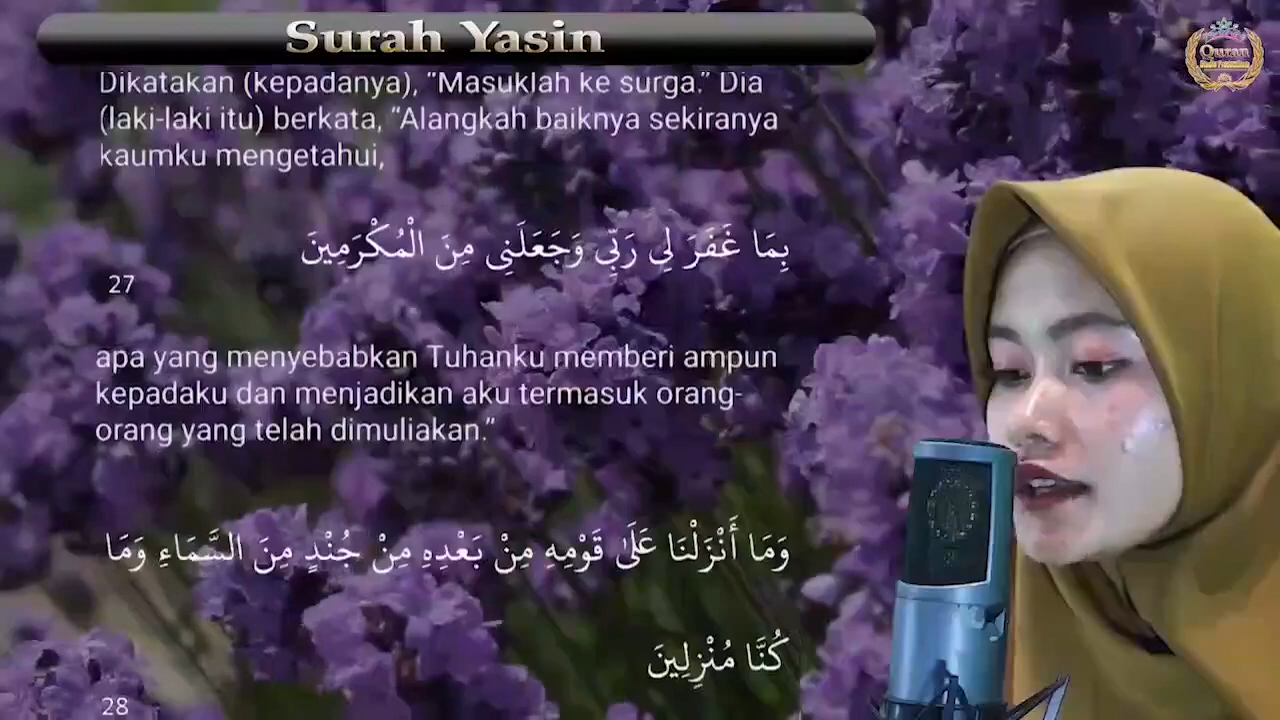 Surah Yasin
Quran
Dikatakan (kepadanya), “Masuklah ke surga.” Dia
(laki-laki itu) berkata, “Alangkah baiknya sekiranya
kaumku mengetahui,
بِمَا غَفَرَ لِي رَبِّي وَجَعَلَنِي مِنَ الْمُكْرَمِينَ
27
apa yang menyebabkan Tuhanku memberi ampun
kepadaku dan menjadikan aku termasuk orang-
orang yang telah dimuliakan.”
وَمَا أَنْزَلْنَا عَلَىٰ قَوْمِهِ مِنْ بَعْدِهِ مِنْ جُنْدٍ مِنَ السَّمَاءِ وَمَا
كُنَّا مُنْزِلِينَ
28